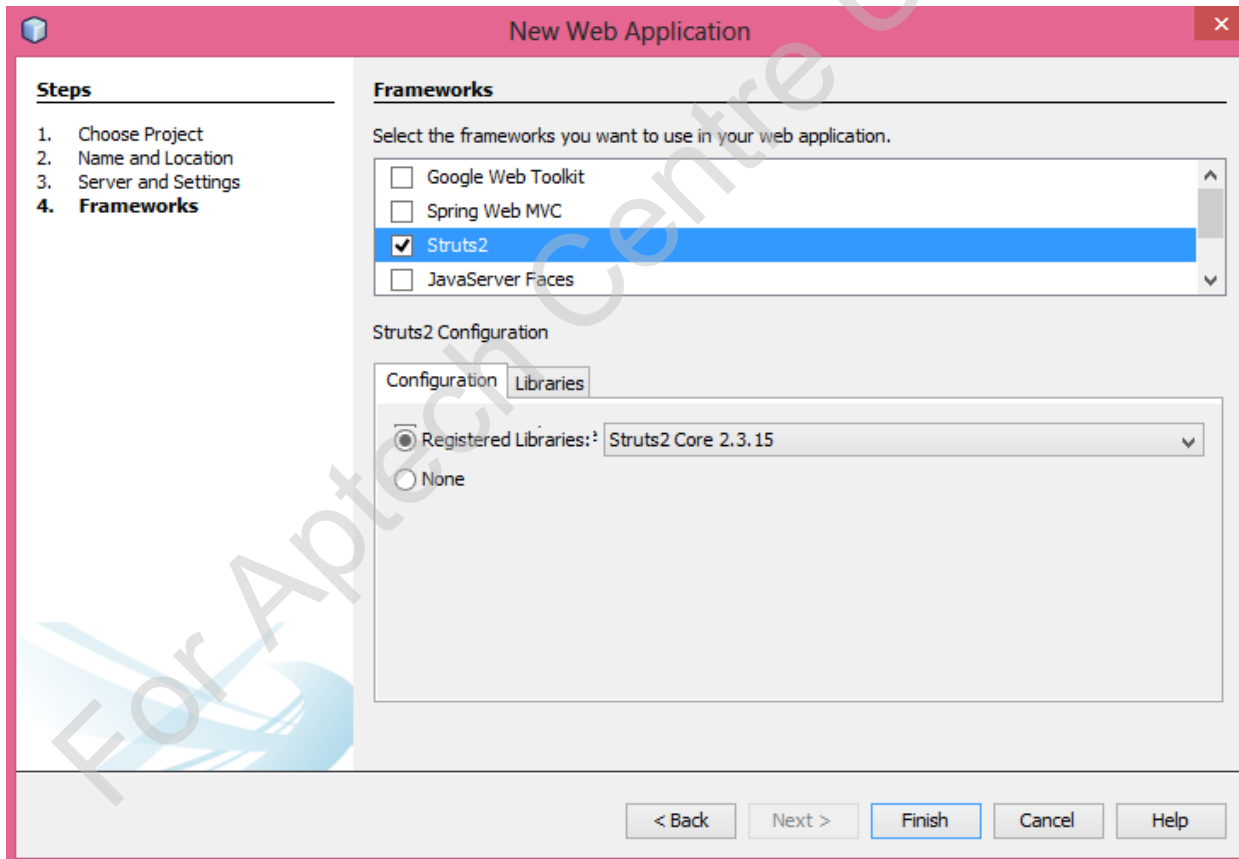 New Web Application
Steps
1. Choose Project
2. Name and Location
3. Server and Settings
4. Frameworks
Frameworks
Select the frameworks you want to use in your web application.
Google Web Toolkit
Spring Web MVC
Struts2
JavaServer Faces
Struts2 Configuration
Configuration Libraries
Registered Libraries: Struts2 Core 2.3.15
None
< Back Next > Finish Cancel Help
For Aptech Centre